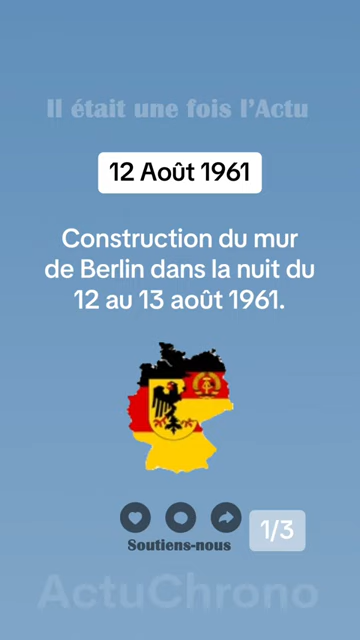 Il était une fois l'Actu
12 Août 1961
Construction du mur
de Berlin dans la nuit du
12 au 13 août 1961.
Soutiens-nous
1/3
ActuChrono